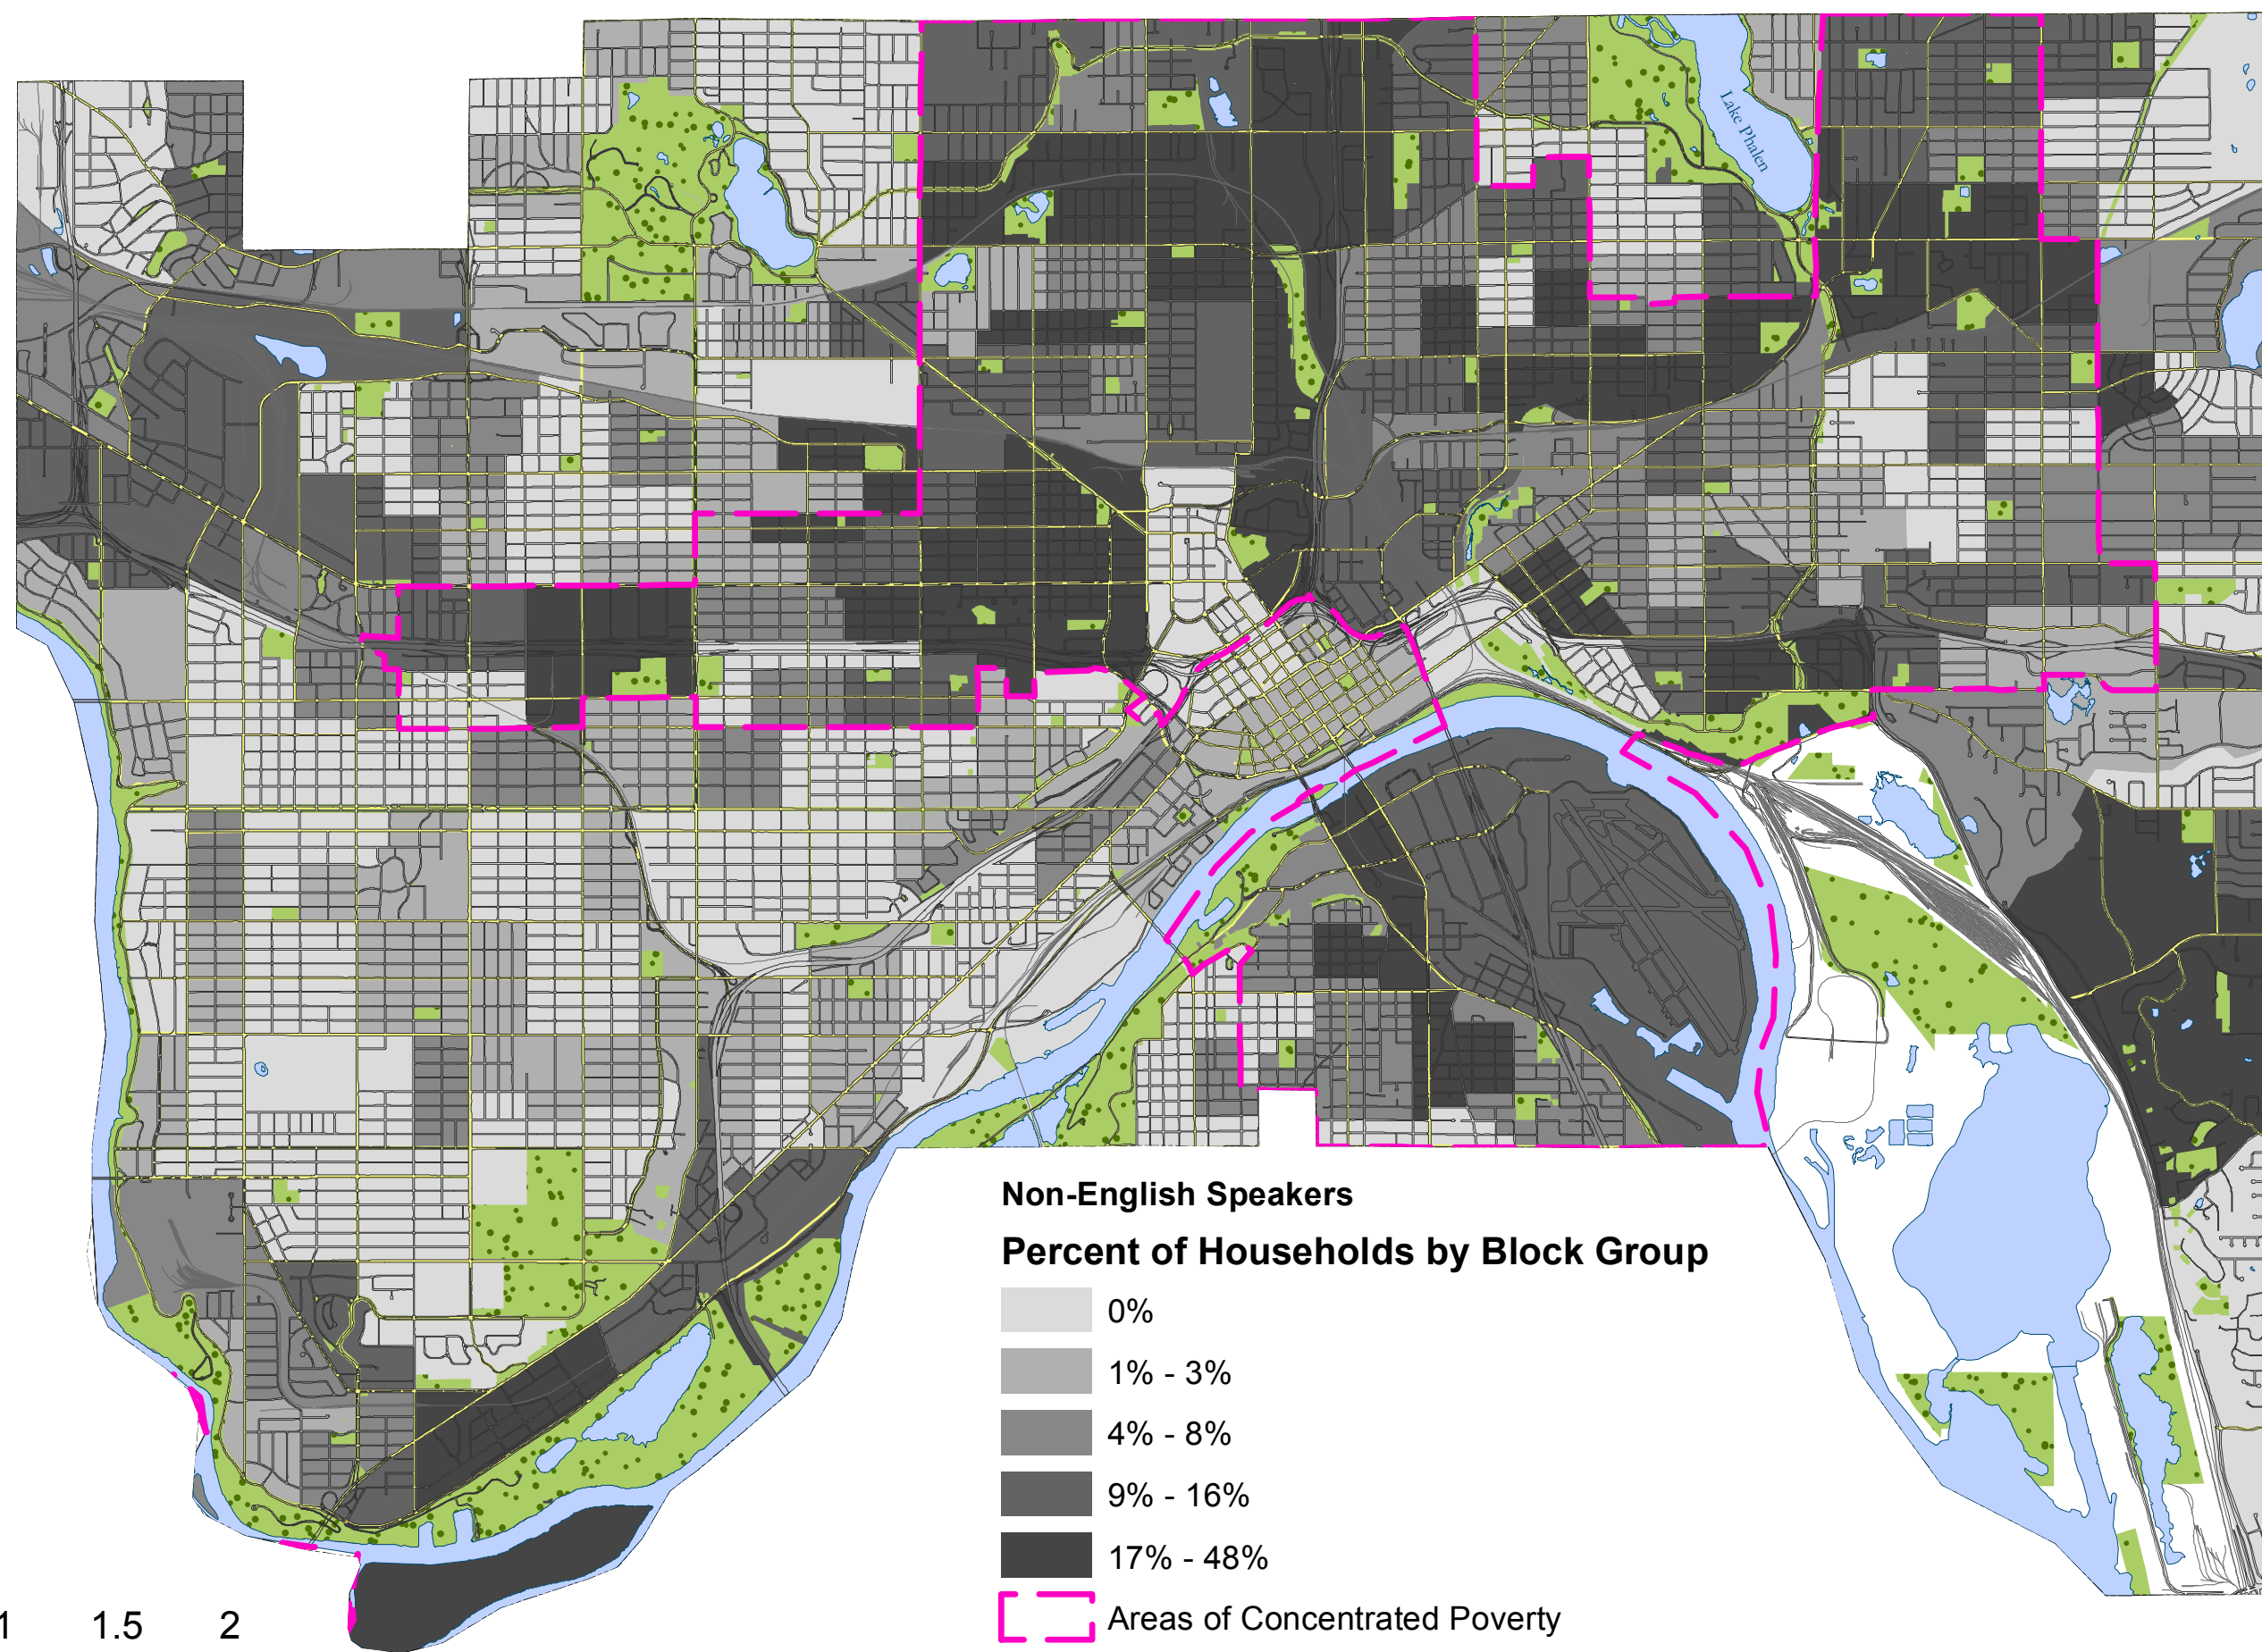 Lake Phalen
Non-English Speakers
Percent of Households by Block Group
0%
1% - 3%
4% - 8%
9% - 16%
17% - 48%
Areas of Concentrated Poverty
1 1.5 2